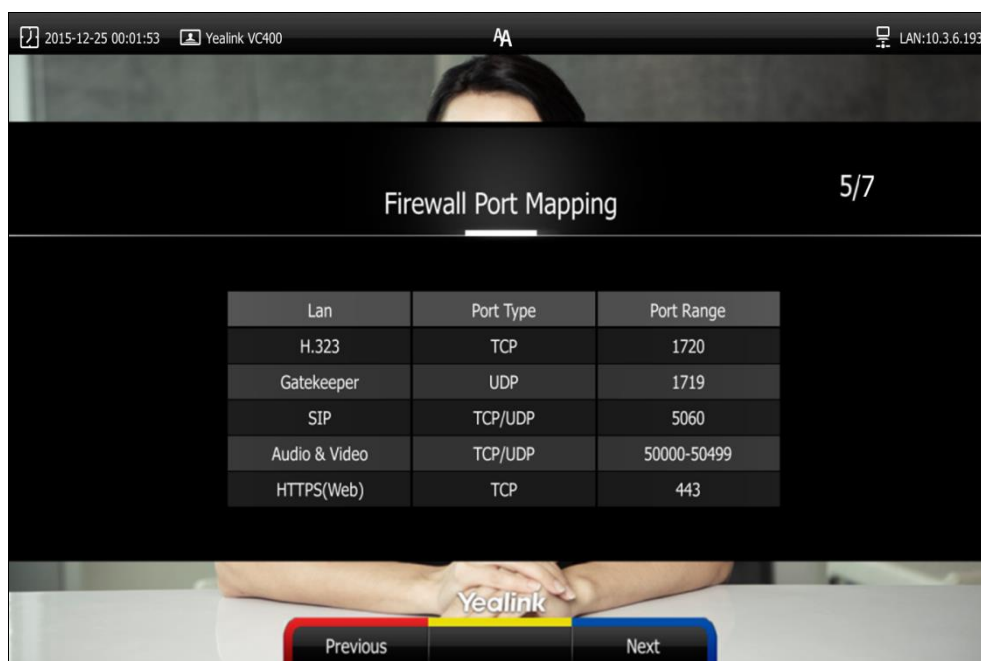 2015-12-25 00:01:53 Yealink VC400 AA LAN:10.3.6.193
Firewall Port Mapping
5/7
Lan Port Type Port Range
H.323 TCP 1720
Gatekeeper UDP 1719
SIP TCP/UDP 5060
Audio & Video TCP/UDP 50000-50499
HTTPS(Web) TCP 443
Yealink
Previous Next